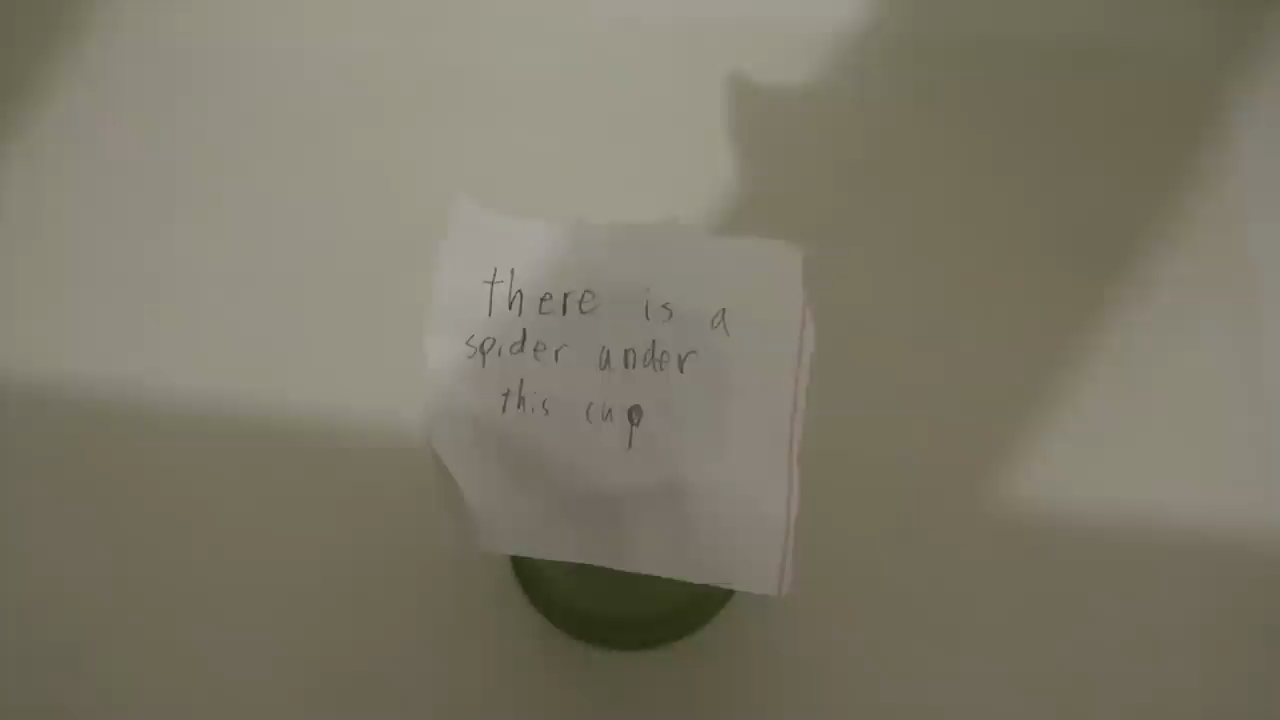 there is a
spider under
this cup